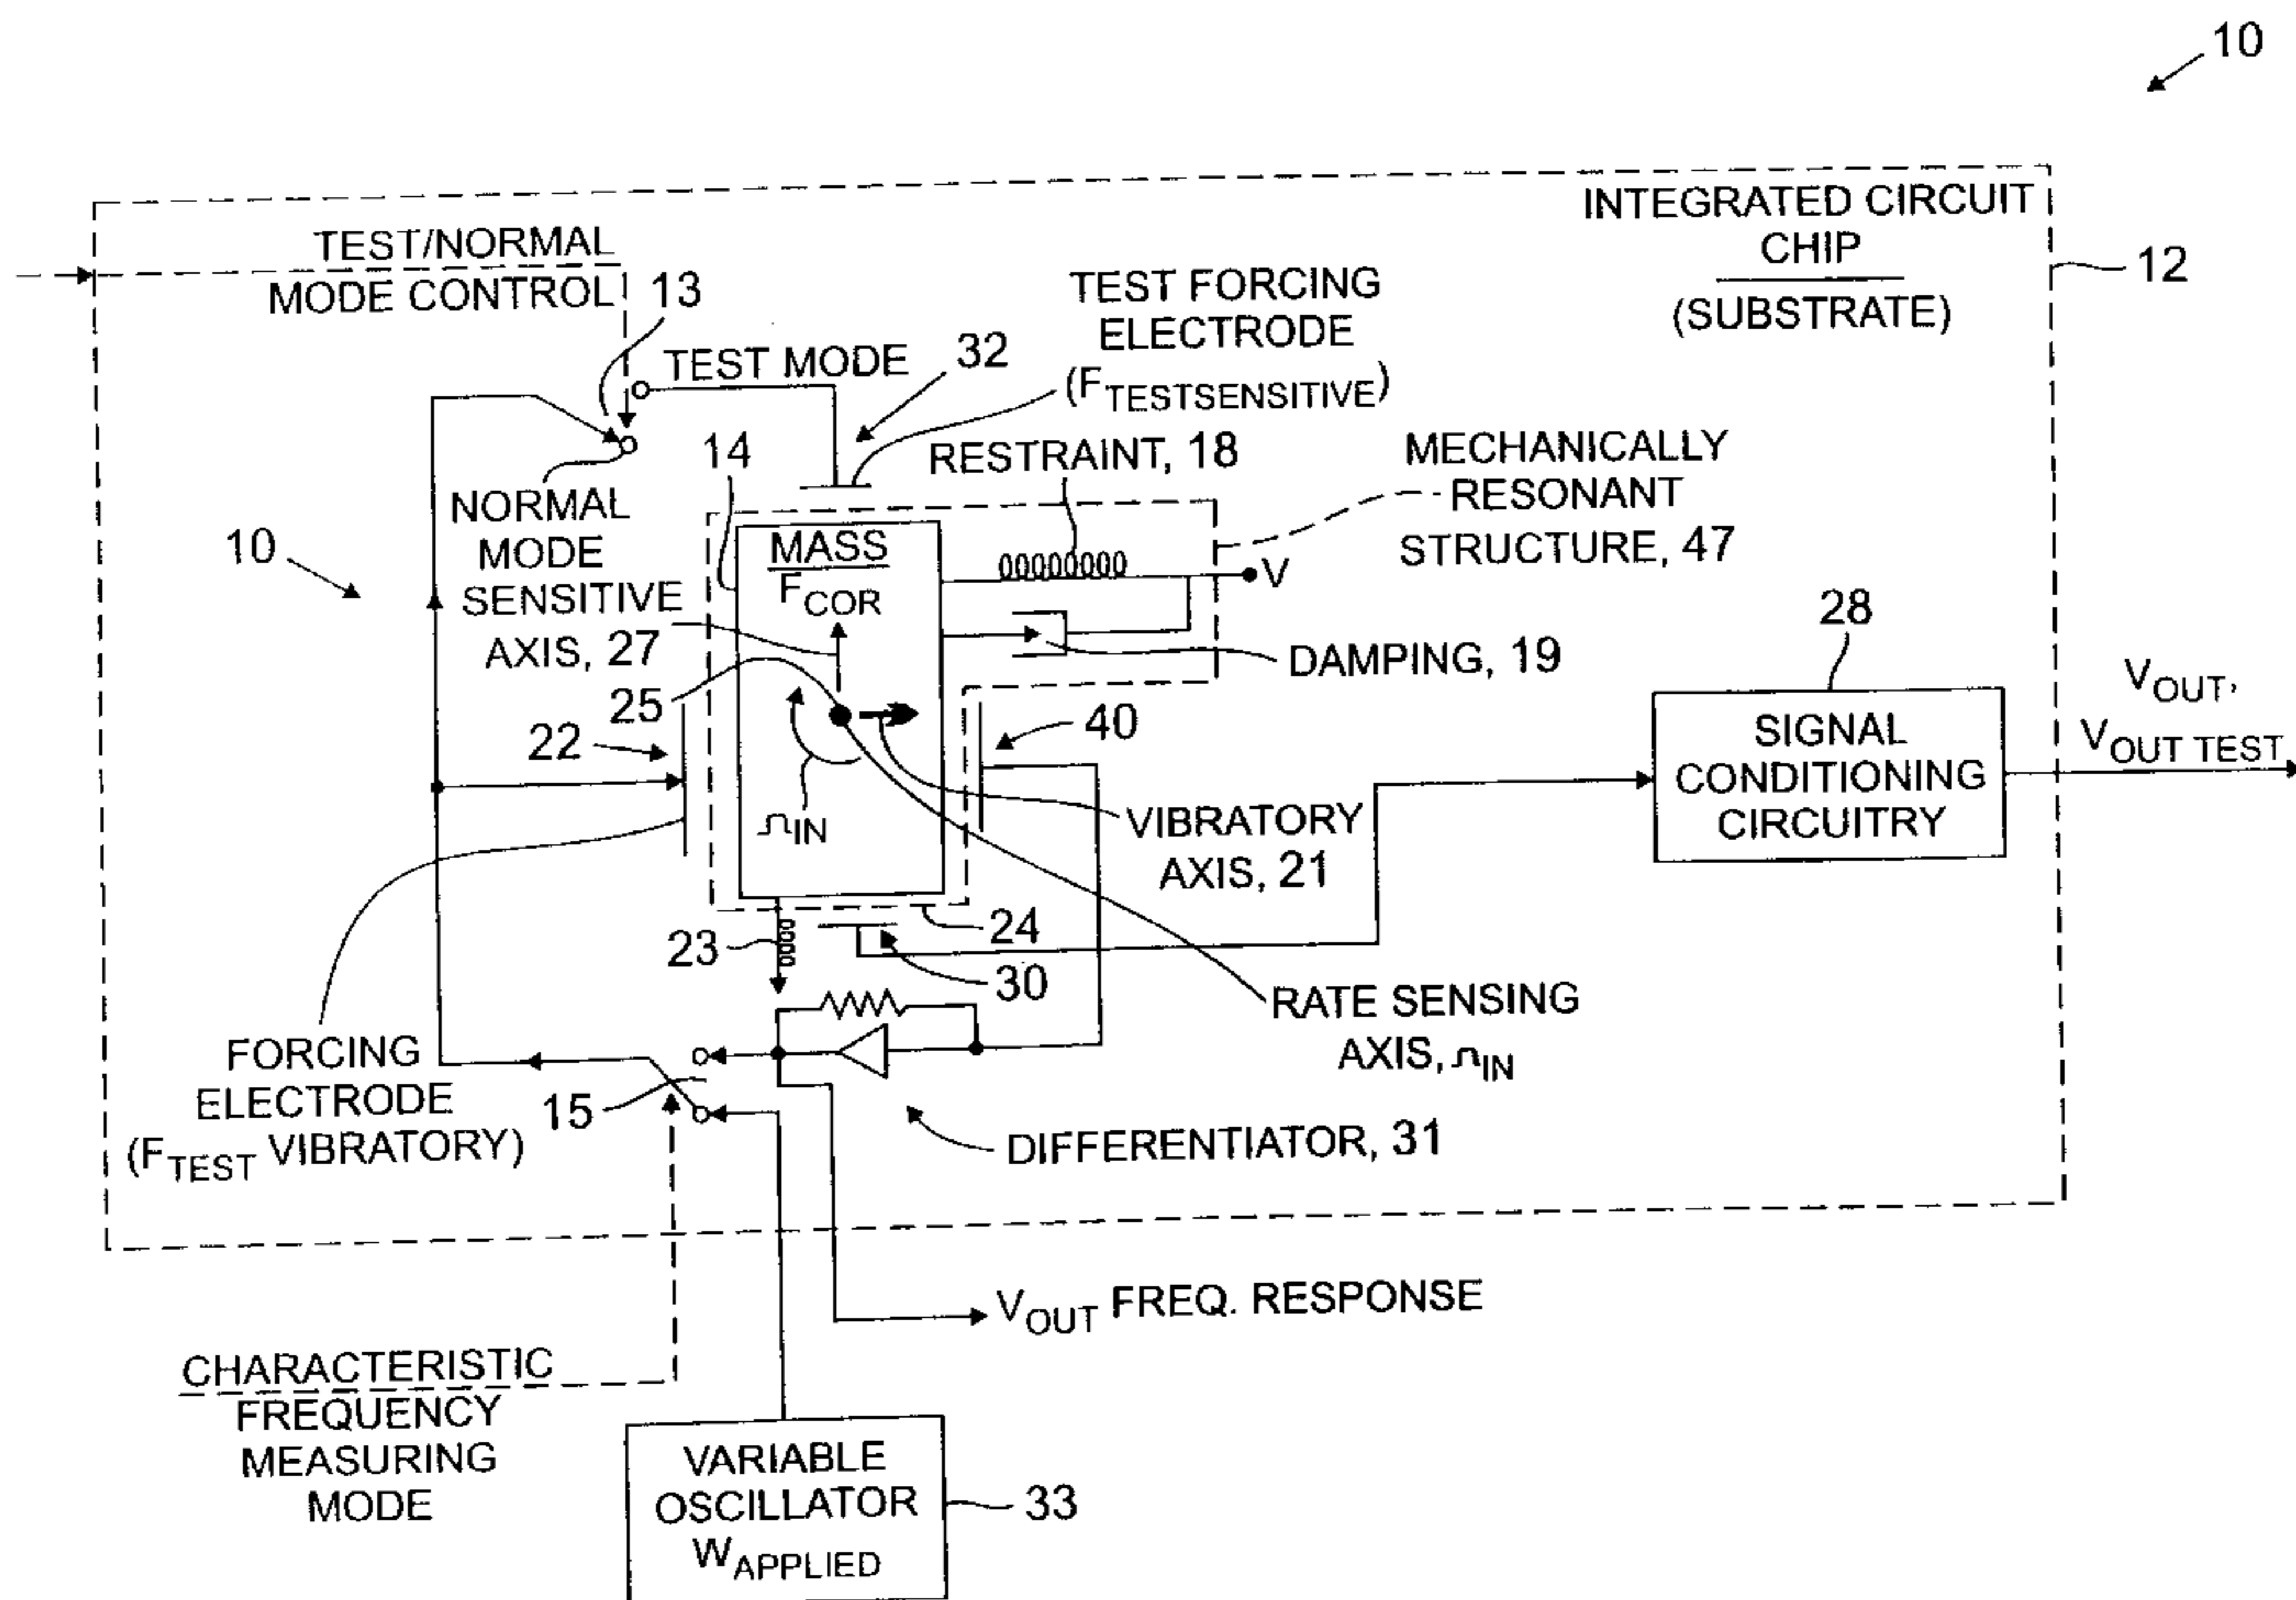 10
INTEGRATED CIRCUIT
CHIP
(SUBSTRATE)
12
TEST/NORMAL
MODE CONTROL
13
TEST MODE
32
TEST FORCING
ELECTRODE
(FTESTSENSITIVE)
14
RESTRAINT, 18
MECHANICALLY
RESONANT
STRUCTURE, 47
NORMAL
MODE
10
SENSITIVE
AXIS, 27
MASS
FCOR
V
DAMPING, 19
25
22
40
ΩIN
VIBRATORY
AXIS, 21
28
SIGNAL
CONDITIONING
CIRCUITRY
VOUT,
VOUT TEST
23
24
30
RATE SENSING
AXIS, ΩIN
FORCING
ELECTRODE
(FTEST VIBRATORY)
15
DIFFERENTIATOR, 31
VOUT FREQ. RESPONSE
CHARACTERISTIC
FREQUENCY
MEASURING
MODE
VARIABLE
OSCILLATOR
WAPPLIED
33